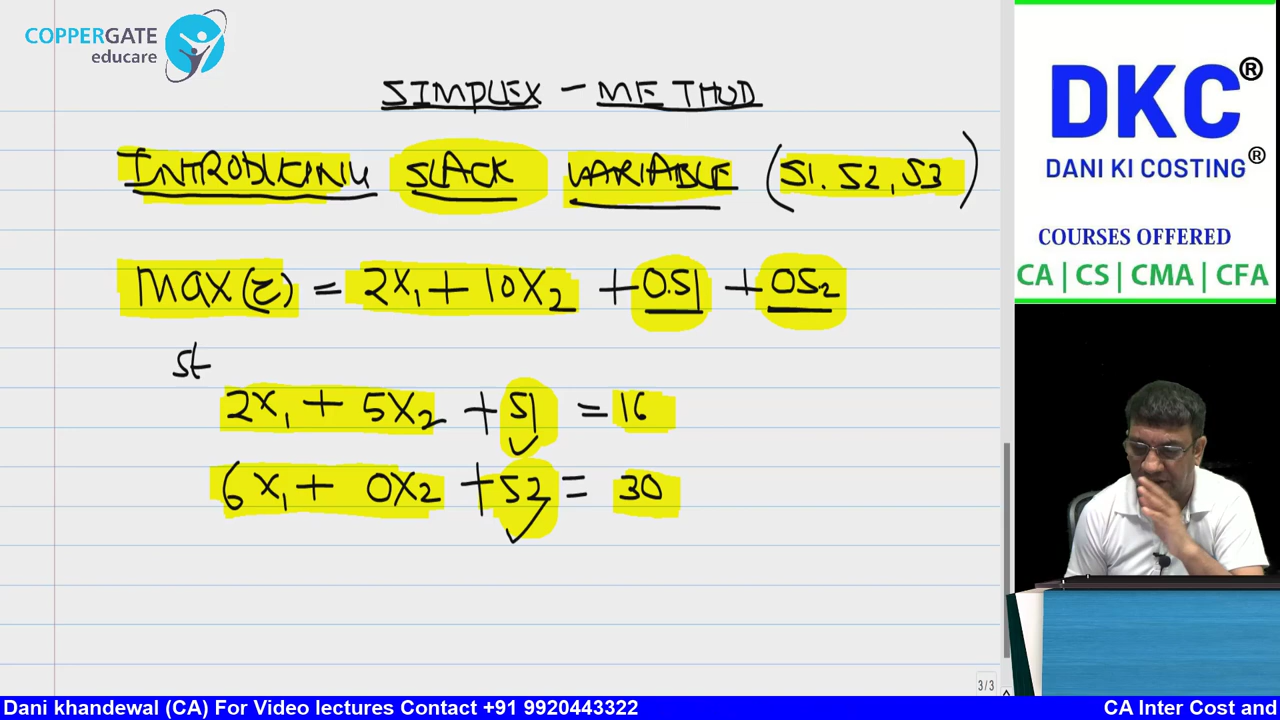 COPPERGATE
educare
SIMPLEX - METHOD
INTRODUCING SLACK VARIABLE (S1. S2, S3)
Max(Z) = 2X₁ + 10X₂ + 0.S1 + 0S₂
St
2X₁ + 5X₂ + S1 = 16
6X₁ + 0X₂ + S2 = 30
3/3
DKC®
DANI KI COSTING®
COURSES OFFERED
CA | CS | CMA | CFA
Dani khandewal (CA) For Video lectures Contact +91 9920443322
CA Inter Cost and